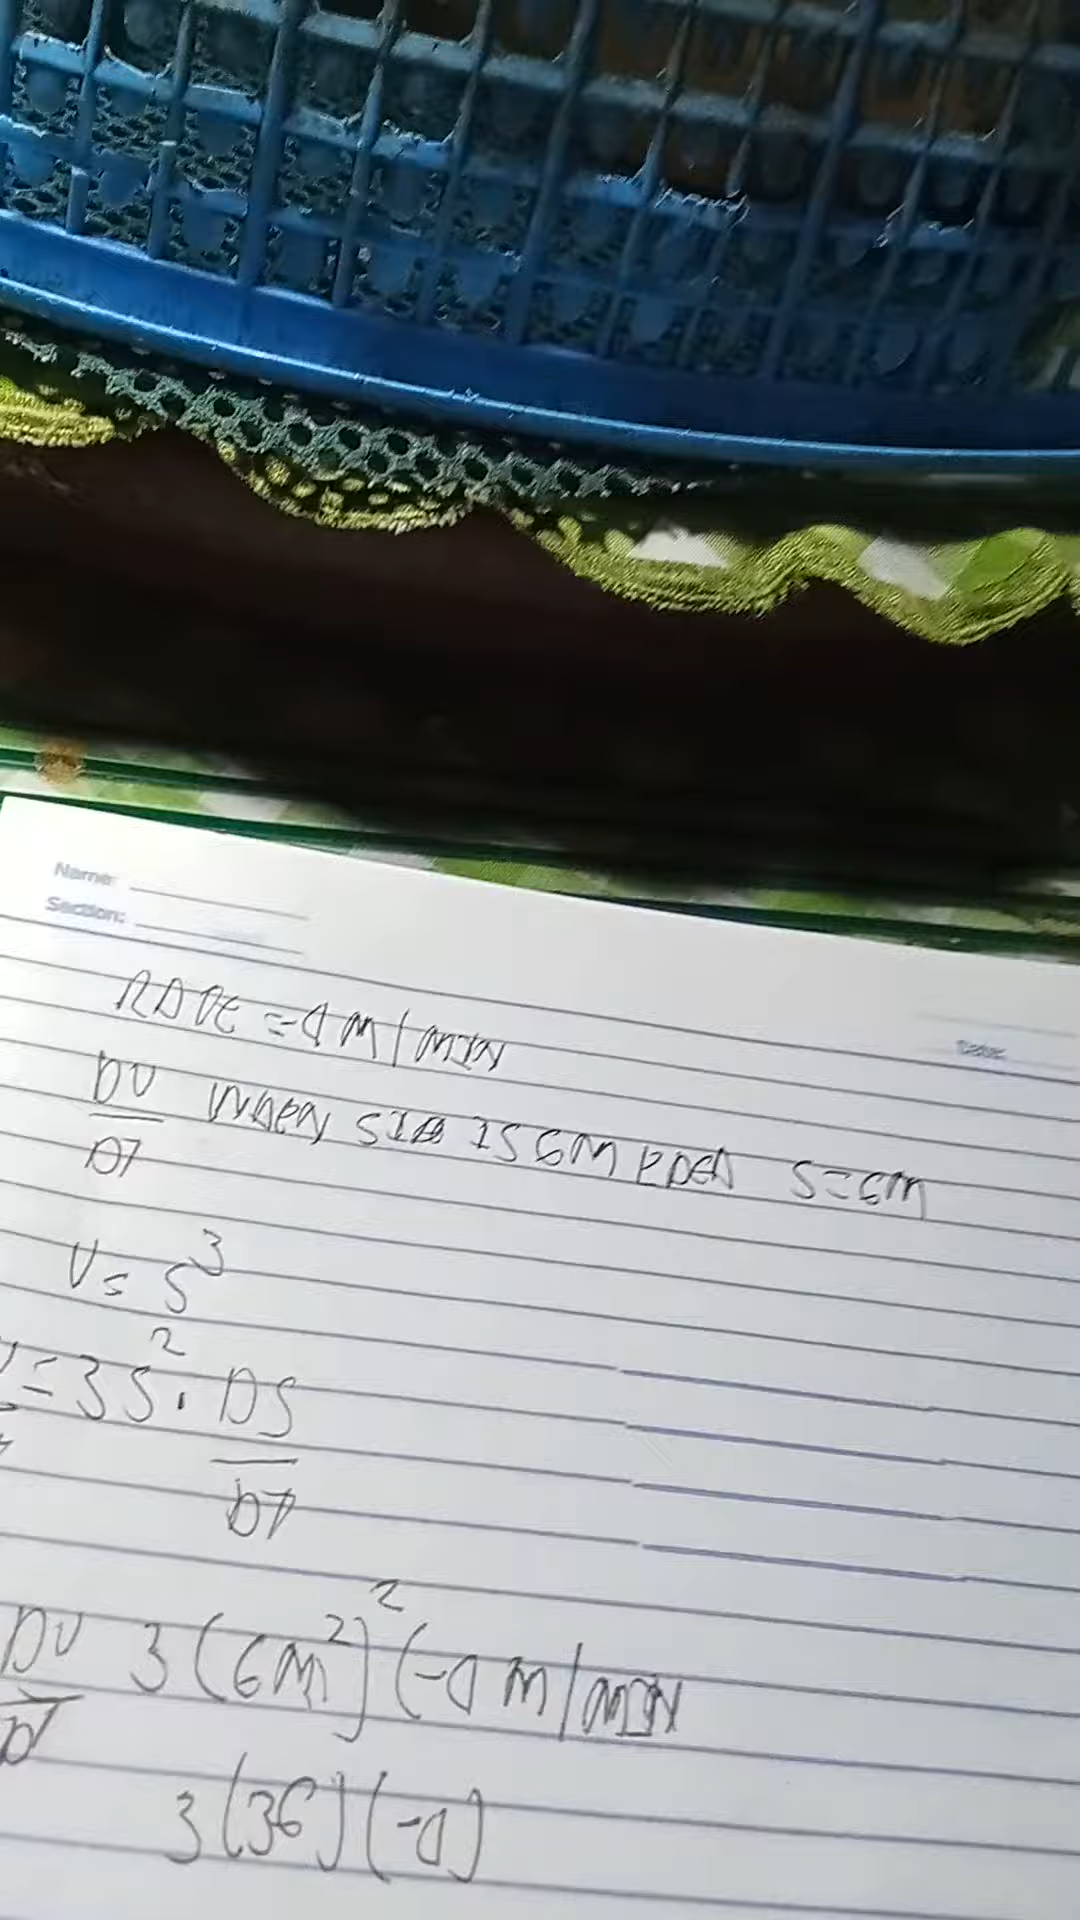 Name:
Section:
Date:
RATE = -4 M/MIN
DV WHEN SIDE IS 6M EDGE S=6M
DT
V= S³
= 3S² · DS
DT
DV 3(6M²)²(-4 M/MIN
DT
3(36)(-4)